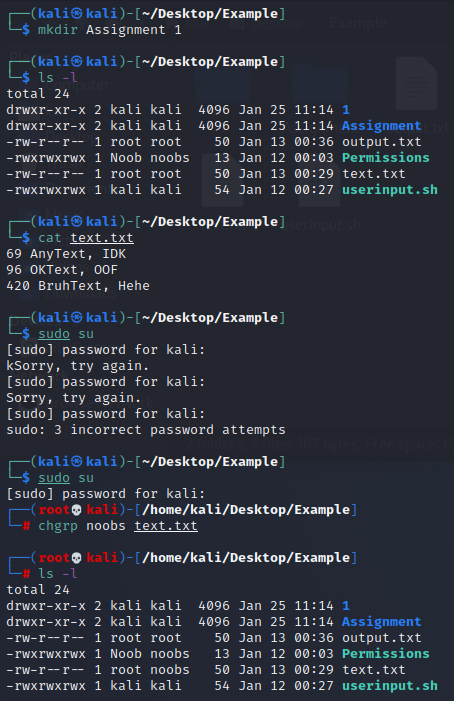 ┌──(kali㉿kali)-[~/Desktop/Example]
└─$ mkdir Assignment 1
┌──(kali㉿kali)-[~/Desktop/Example]
└─$ ls -l
total 24
drwxr-xr-x 2 kali kali  4096 Jan 25 11:14 1
drwxr-xr-x 2 kali kali  4096 Jan 25 11:14 Assignment
-rw-r--r-- 1 root root    50 Jan 13 00:36 output.txt
-rwxrwxrwx 1 Noob noobs   13 Jan 12 00:03 Permissions
-rw-r--r-- 1 root root    50 Jan 13 00:29 text.txt
-rwxrwxrwx 1 kali kali    54 Jan 12 00:27 userinput.sh
┌──(kali㉿kali)-[~/Desktop/Example]
└─$ cat text.txt
69 AnyText, IDK
96 OKText, OOF
420 BruhText, Hehe
┌──(kali㉿kali)-[~/Desktop/Example]
└─$ sudo su
[sudo] password for kali:
kSorry, try again.
[sudo] password for kali:
Sorry, try again.
[sudo] password for kali:
sudo: 3 incorrect password attempts
┌──(kali㉿kali)-[~/Desktop/Example]
└─$ sudo su
[sudo] password for kali:
┌──(root💀kali)-[/home/kali/Desktop/Example]
└─# chgrp noobs text.txt
┌──(root💀kali)-[/home/kali/Desktop/Example]
└─# ls -l
total 24
drwxr-xr-x 2 kali kali  4096 Jan 25 11:14 1
drwxr-xr-x 2 kali kali  4096 Jan 25 11:14 Assignment
-rw-r--r-- 1 root root    50 Jan 13 00:36 output.txt
-rwxrwxrwx 1 Noob noobs   13 Jan 12 00:03 Permissions
-rw-r--r-- 1 root noobs   50 Jan 13 00:29 text.txt
-rwxrwxrwx 1 kali kali    54 Jan 12 00:27 userinput.sh